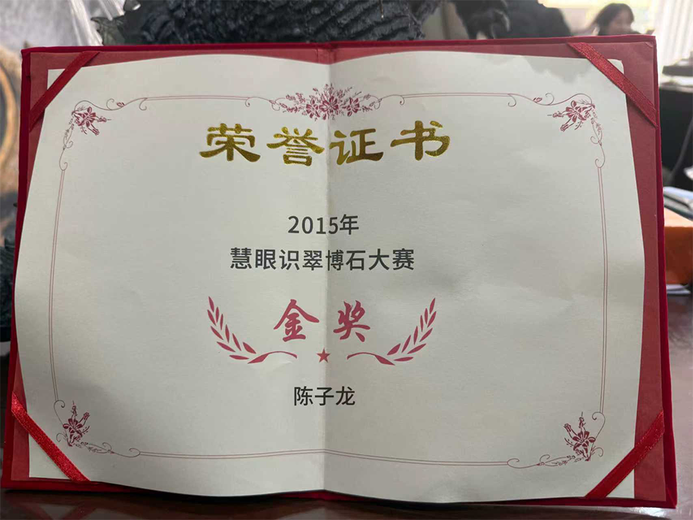 荣誉证书
2015年
慧眼识翠博石大赛
金奖
陈子龙